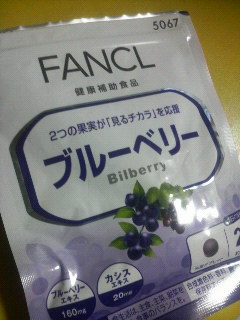 5067
FANCL
健康補助食品
2つの果実が「見るチカラ」を応援
ブルーベリー
Bilberry
ブルーベリー
エキス
160mg
カシス
エキス
20mg